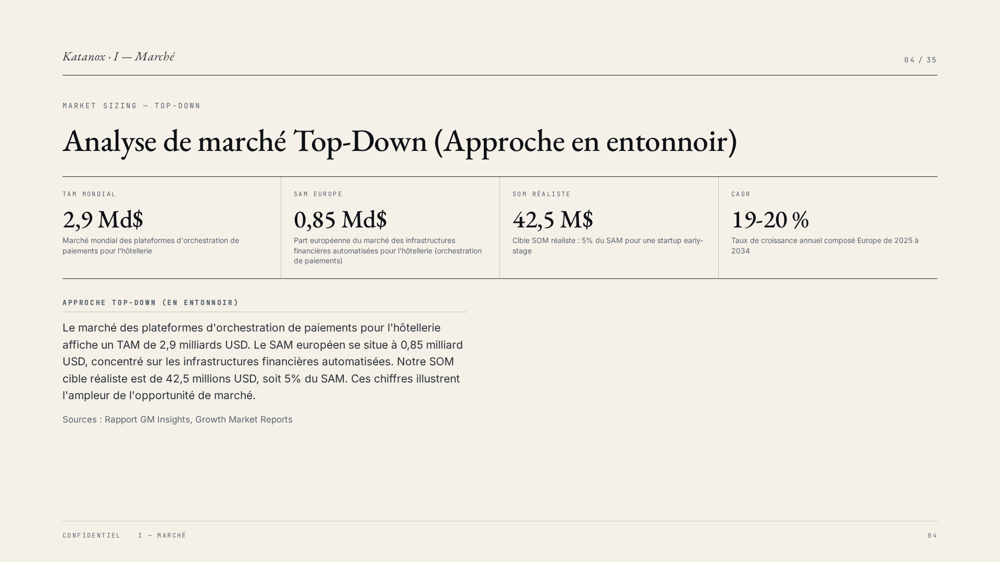 Katanox · I — Marché
04 / 35
MARKET SIZING — TOP-DOWN
Analyse de marché Top-Down (Approche en entonnoir)
TAM MONDIAL
2,9 Md$
Marché mondial des plateformes d'orchestration de
paiements pour l'hôtellerie
SAM EUROPE
0,85 Md$
Part européenne du marché des infrastructures
financières automatisées pour l'hôtellerie (orchestration
de paiements)
SOM RÉALISTE
42,5 M$
Cible SOM réaliste : 5% du SAM pour une startup early-
stage
CAGR
19-20 %
Taux de croissance annuel composé Europe de 2025 à
2034
APPROCHE TOP-DOWN (EN ENTONNOIR)
Le marché des plateformes d'orchestration de paiements pour l'hôtellerie
affiche un TAM de 2,9 milliards USD. Le SAM européen se situe à 0,85 milliard
USD, concentré sur les infrastructures financières automatisées. Notre SOM
cible réaliste est de 42,5 millions USD, soit 5% du SAM. Ces chiffres illustrent
l'ampleur de l'opportunité de marché.
Sources : Rapport GM Insights, Growth Market Reports
CONFIDENTIEL I — MARCHÉ
04